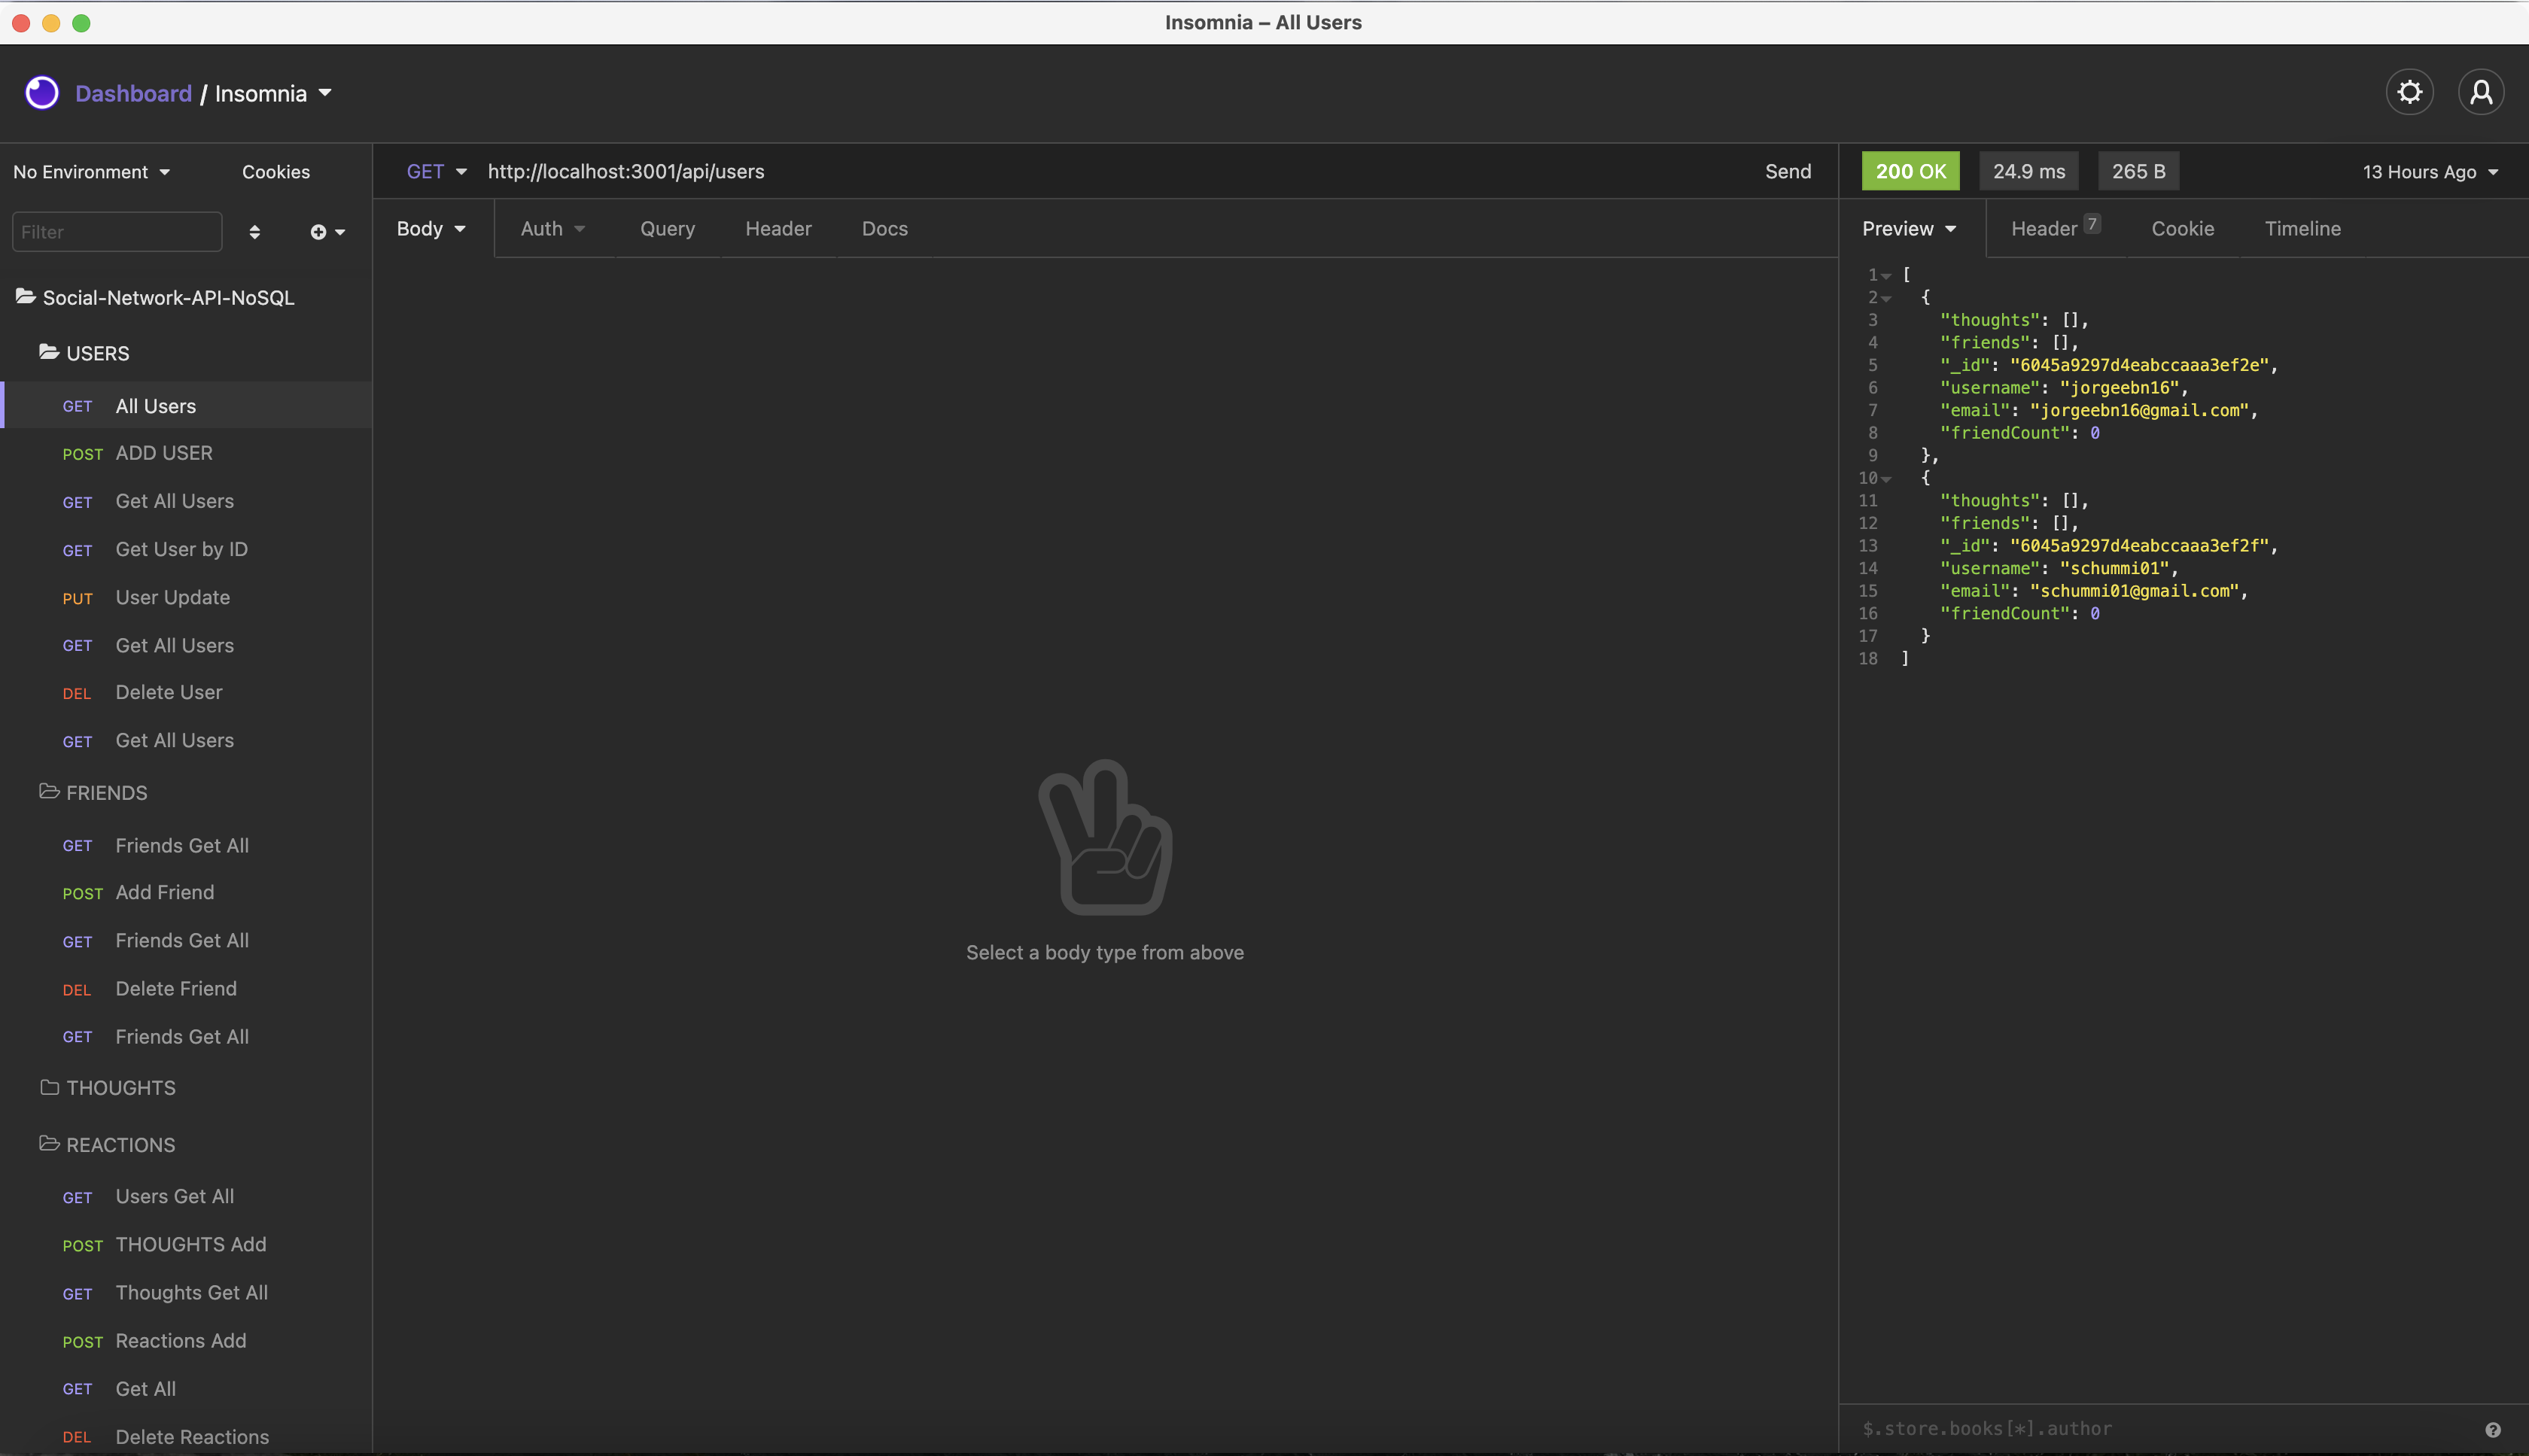 Insomnia – All Users
Dashboard / Insomnia
No Environment
Cookies
Filter
Social-Network-API-NoSQL
USERS
GET All Users
POST ADD USER
GET Get All Users
GET Get User by ID
PUT User Update
GET Get All Users
DEL Delete User
GET Get All Users
FRIENDS
GET Friends Get All
POST Add Friend
GET Friends Get All
DEL Delete Friend
GET Friends Get All
THOUGHTS
REACTIONS
GET Users Get All
POST THOUGHTS Add
GET Thoughts Get All
POST Reactions Add
GET Get All
DEL Delete Reactions
GET http://localhost:3001/api/users Send
Body Auth Query Header Docs
Select a body type from above
200 OK 24.9 ms 265 B 13 Hours Ago
Preview Header 7 Cookie Timeline
1 [
2 {
3 "thoughts": [],
4 "friends": [],
5 "_id": "6045a9297d4eabccaaa3ef2e",
6 "username": "jorgeebn16",
7 "email": "jorgeebn16@gmail.com",
8 "friendCount": 0
9 },
10 {
11 "thoughts": [],
12 "friends": [],
13 "_id": "6045a9297d4eabccaaa3ef2f",
14 "username": "schummi01",
15 "email": "schummi01@gmail.com",
16 "friendCount": 0
17 }
18 ]
$.store.books[*].author